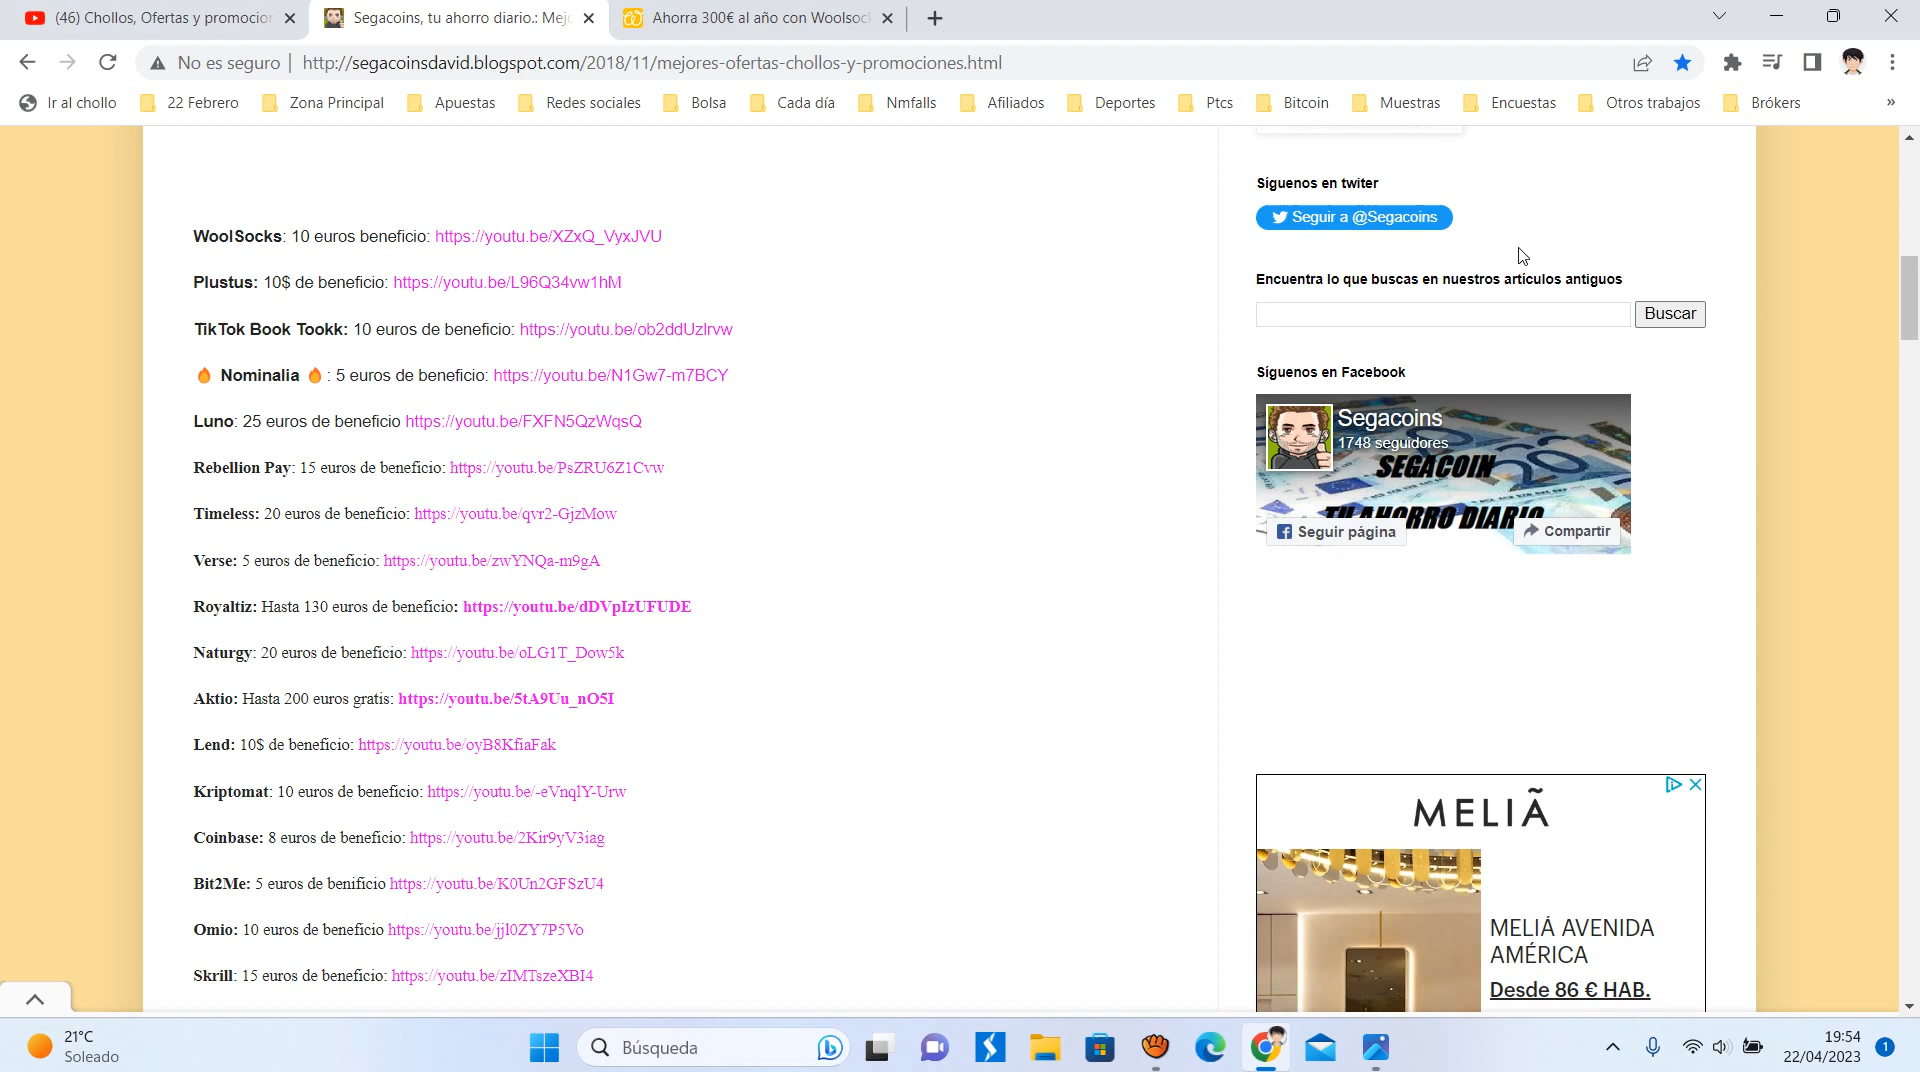 (46) Chollos, Ofertas y promocior
Segacoins, tu ahorro diario.: Mej
Ahorra 300€ al año con Woolsoc
No es seguro
http://segacoinsdavid.blogspot.com/2018/11/mejores-ofertas-chollos-y-promociones.html
Ir al chollo
22 Febrero
Zona Principal
Apuestas
Redes sociales
Bolsa
Cada día
Nmfalls
Afiliados
Deportes
Ptcs
Bitcoin
Muestras
Encuestas
Otros trabajos
Brókers
»
WoolSocks: 10 euros beneficio: https://youtu.be/XZxQ_VyxJVU
Plustus: 10$ de beneficio: https://youtu.be/L96Q34vw1hM
TikTok Book Tookk: 10 euros de beneficio: https://youtu.be/ob2ddUzlrvw
🔥 Nominalia 🔥: 5 euros de beneficio: https://youtu.be/N1Gw7-m7BCY
Luno: 25 euros de beneficio https://youtu.be/FXFN5QzWqsQ
Rebellion Pay: 15 euros de beneficio: https://youtu.be/PsZRU6Z1Cvw
Timeless: 20 euros de beneficio: https://youtu.be/qvr2-GjzMow
Verse: 5 euros de beneficio: https://youtu.be/zwYNQa-m9gA
Royaltiz: Hasta 130 euros de beneficio: https://youtu.be/dDVpIzUFUDE
Naturgy: 20 euros de beneficio: https://youtu.be/oLG1T_Dow5k
Aktio: Hasta 200 euros gratis: https://youtu.be/5tA9Uu_nO5I
Lend: 10$ de beneficio: https://youtu.be/oyB8KfiaFak
Kriptomat: 10 euros de beneficio: https://youtu.be/-eVnqlY-Urw
Coinbase: 8 euros de beneficio: https://youtu.be/2Kir9yV3iag
Bit2Me: 5 euros de benificio https://youtu.be/K0Un2GFSzU4
Omio: 10 euros de beneficio https://youtu.be/jjl0ZY7P5Vo
Skrill: 15 euros de beneficio: https://youtu.be/zIMTszeXBI4
Síguenos en twiter
Seguir a @Segacoins
Encuentra lo que buscas en nuestros artículos antiguos
Buscar
Síguenos en Facebook
Segacoins
1748 seguidores
SEGACOIN
TU AHORRO DIARIO
Seguir página
Compartir
MELIÃ
MELIÁ AVENIDA
AMÉRICA
Desde 86 € HAB.
21°C
Soleado
Búsqueda
19:54
22/04/2023
1